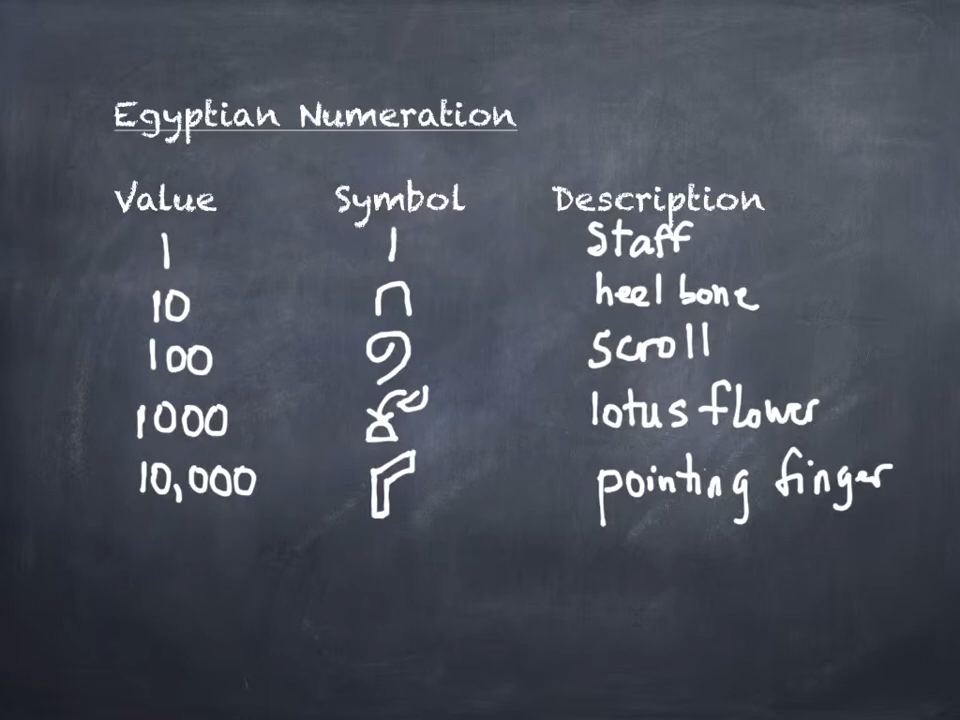 Egyptian Numeration
Value Symbol Description
1 𓏺 Staff
10 𓎆 heel bone
100 𓍢 scroll
1000 𓆼 lotus flower
10,000 𓂭 pointing finger